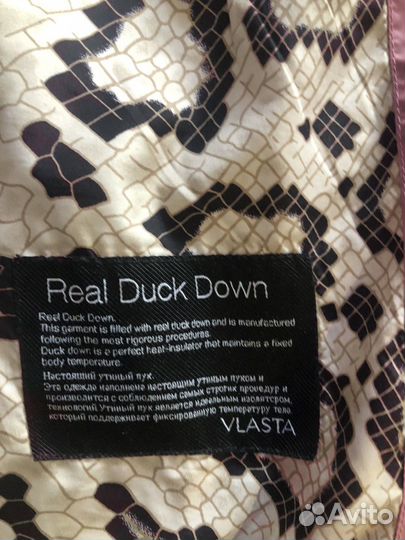 Real Duck Down
Real Duck Down.
This garment is filled with real duck down and is manufactured
following the most rigorous procedures.
Duck down is a perfect heat-insulator that maintains a fixed
body temperature.
Настоящий утиный пух.
Эта одежда наполнена настоящим утиным пухом и
производится с соблюдением самых строгих процедур и
технологий Утиный пух является идеальным изолятром,
который поддерживает фиксированную температуру тела
VLASTA
Avito